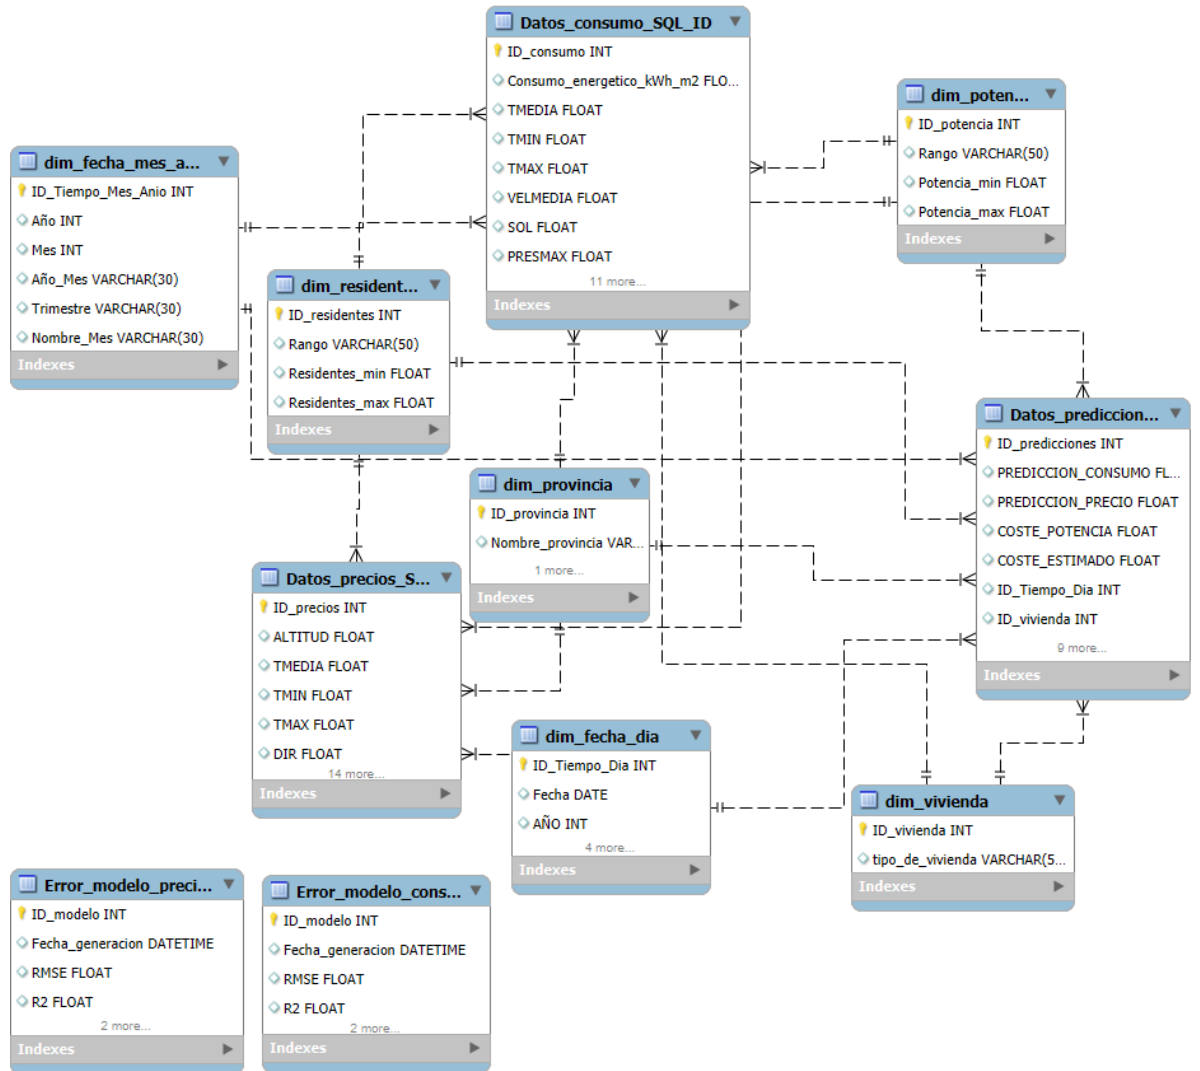 Datos_consumo_SQL_ID
ID_consumo INT
Consumo_energetico_kWh_m2 FLO...
TMEDIA FLOAT
TMIN FLOAT
TMAX FLOAT
VELMEDIA FLOAT
SOL FLOAT
PRESMAX FLOAT
11 more...
Indexes
dim_poten...
ID_potencia INT
Rango VARCHAR(50)
Potencia_min FLOAT
Potencia_max FLOAT
Indexes
dim_fecha_mes_a...
ID_Tiempo_Mes_Anio INT
Año INT
Mes INT
Año_Mes VARCHAR(30)
Trimestre VARCHAR(30)
Nombre_Mes VARCHAR(30)
Indexes
dim_resident...
ID_residentes INT
Rango VARCHAR(50)
Residentes_min FLOAT
Residentes_max FLOAT
Indexes
Datos_prediccion...
ID_predicciones INT
PREDICCION_CONSUMO FL...
PREDICCION_PRECIO FLOAT
COSTE_POTENCIA FLOAT
COSTE_ESTIMADO FLOAT
ID_Tiempo_Dia INT
ID_vivienda INT
9 more...
Indexes
dim_provincia
ID_provincia INT
Nombre_provincia VAR...
1 more...
Indexes
Datos_precios_S...
ID_precios INT
ALTITUD FLOAT
TMEDIA FLOAT
TMIN FLOAT
TMAX FLOAT
DIR FLOAT
14 more...
Indexes
dim_fecha_dia
ID_Tiempo_Dia INT
Fecha DATE
AÑO INT
4 more...
Indexes
dim_vivienda
ID_vivienda INT
tipo_de_vivienda VARCHAR(5...
Indexes
Error_modelo_preci...
ID_modelo INT
Fecha_generacion DATETIME
RMSE FLOAT
R2 FLOAT
2 more...
Indexes
Error_modelo_cons...
ID_modelo INT
Fecha_generacion DATETIME
RMSE FLOAT
R2 FLOAT
2 more...
Indexes